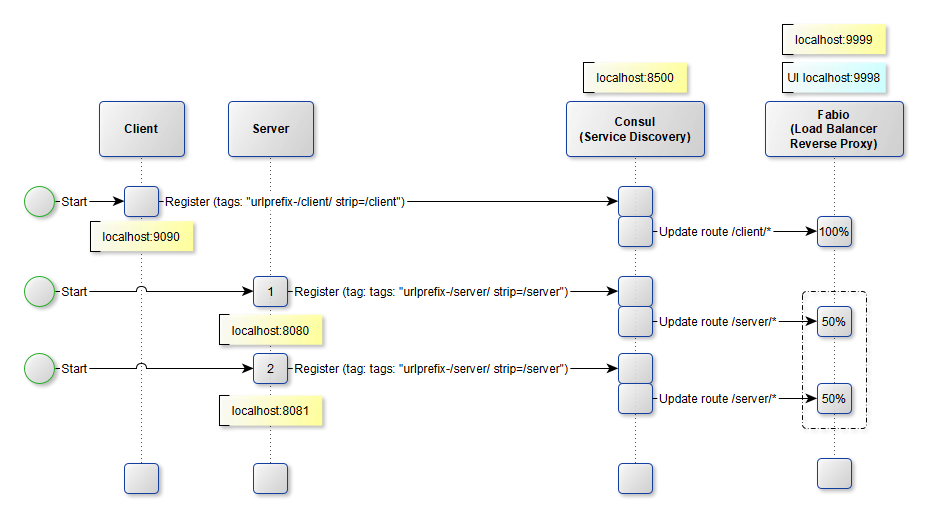 localhost:9999
localhost:8500
UI localhost:9998
Client
Server
Consul
(Service Discovery)
Fabio
(Load Balancer
Reverse Proxy)
Start
Register (tags: "urlprefix-/client/ strip=/client")
localhost:9090
Update route /client/*
100%
Start
1
Register (tag: tags: "urlprefix-/server/ strip=/server")
localhost:8080
Update route /server/*
50%
Start
2
Register (tag: tags: "urlprefix-/server/ strip=/server")
Update route /server/*
50%
localhost:8081